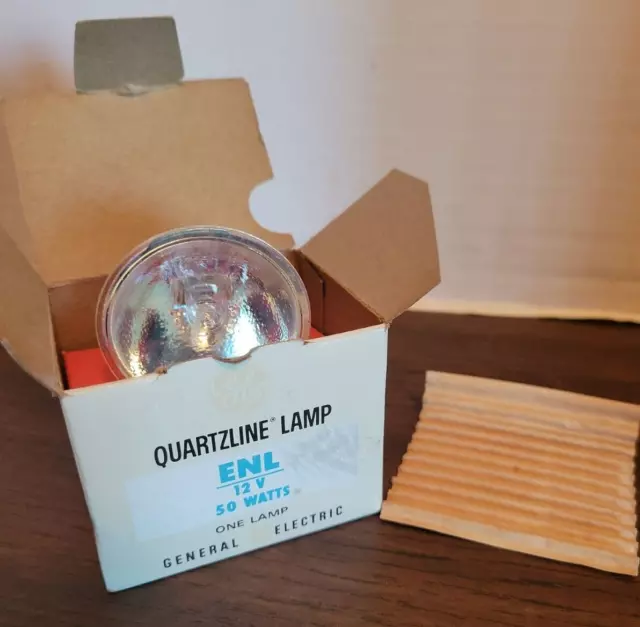 QUARTZLINE® LAMP
ENL
12 V
50 WATTS
ONE LAMP
GENERAL ELECTRIC